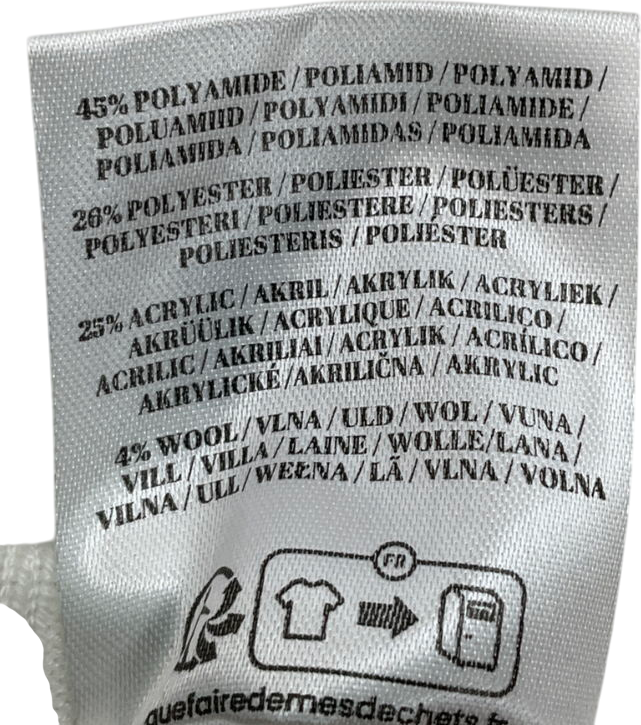 45% POLYAMIDE / POLIAMID / POLYAMID /
POLUAMIID / POLYAMIDI / POLIAMIDE /
POLIAMIDA / POLIAMIDAS / POLIAMIDA
26% POLYESTER / POLIESTER / POLÜESTER /
POLYESTERI / POLIESTERE / POLIESTERS /
POLIESTERIS / POLIESTER
25% ACRYLIC / AKRIL / AKRYLIK / ACRYLIEK /
AKRÜÜLIK / ACRYLIQUE / ACRILICO /
ACRILIC / AKRILIAI / ACRYLIK / ACRÍLICO /
AKRYLICKÉ / AKRILIČNA / AKRYLIC
4% WOOL / VLNA / ULD / WOL / VUNA /
VILL / VILLA / LAINE / WOLLE / LANA /
VILNA / ULL / WEŁNA / LÃ / VLNA / VOLNA
FR
quefairedemesdechets.fr